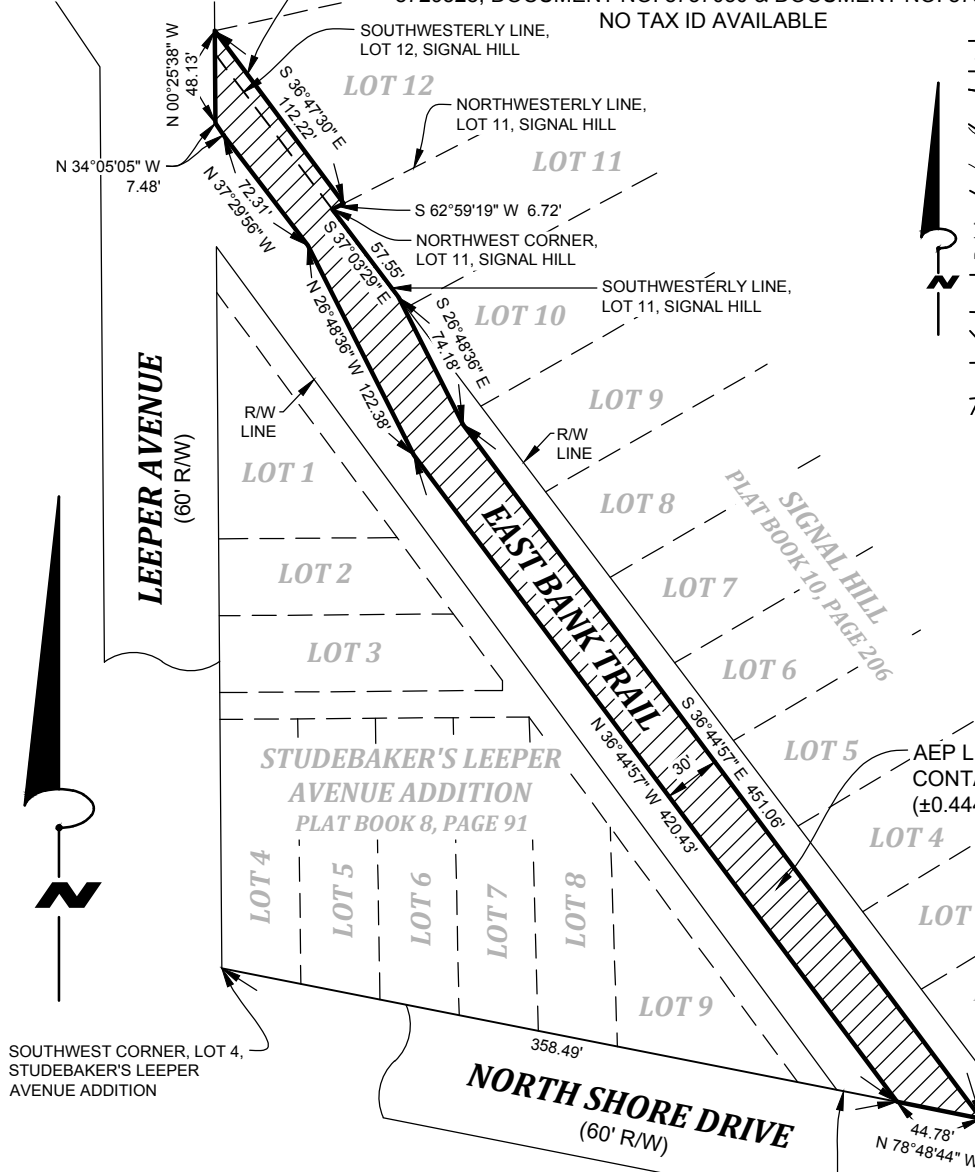 NO TAX ID AVAILABLE
SOUTHWESTERLY LINE,
LOT 12, SIGNAL HILL
N 00°25'38" W
48.13'
S 36°47'30" E
112.22'
LOT 12
NORTHWESTERLY LINE,
LOT 11, SIGNAL HILL
LOT 11
N 34°05'05" W
7.48'
72.31'
N 37°29'56" W
S 62°59'19" W 6.72'
NORTHWEST CORNER,
LOT 11, SIGNAL HILL
57.55'
S 37°03'29" E
SOUTHWESTERLY LINE,
LOT 11, SIGNAL HILL
LOT 10
S 26°48'36" E
74.18'
N 26°48'36" W 122.38'
LEEPER AVENUE
(60' R/W)
R/W
LINE
LOT 9
R/W
LINE
LOT 1
LOT 8
SIGNAL HILL
PLAT BOOK 10, PAGE 206
EAST BANK TRAIL
LOT 2
LOT 7
LOT 3
LOT 6
S 36°44'57" E 451.06'
30'
N 36°44'57" W 420.43'
LOT 5
STUDEBAKER'S LEEPER
AVENUE ADDITION
PLAT BOOK 8, PAGE 91
AEP L
CONTA
(±0.444
LOT 4
LOT 4
LOT 5
LOT 6
LOT 7
LOT 8
LOT
LOT 9
SOUTHWEST CORNER, LOT 4,
STUDEBAKER'S LEEPER
AVENUE ADDITION
358.49'
NORTH SHORE DRIVE
(60' R/W)
44.78'
N 78°48'44" W
N
N